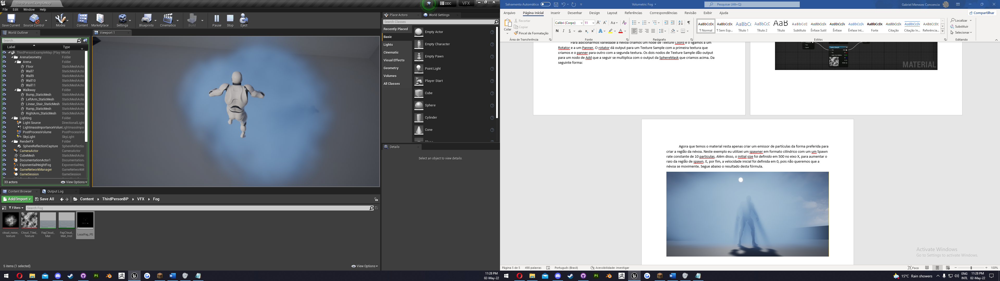 ThirdPersonExampleMap
DDC
VFX
File Edit Window Help
Save Current Source Control Modes Content Marketplace Settings Blueprints Cinematics Build Pause Stop Eject
World Outliner
Search...
Label Type
ThirdPersonExampleMap (Play I World
ArenaGeometry Folder
Arena Folder
Floor StaticMeshActo
Wall7 StaticMeshActo
Wall9 StaticMeshActo
Wall10 StaticMeshActo
Wall11 StaticMeshActo
Walkway Folder
Bump_StaticMesh StaticMeshActo
LeftArm_StaticMesh StaticMeshActo
Linear_Stair_StaticMesh StaticMeshActo
Ramp_StaticMesh StaticMeshActo
RightArm_StaticMesh StaticMeshActo
Lighting Folder
Light Source DirectionalLight
LightmassImportanceVolum LightmassImpo
PostProcessVolume PostProcessVol
SkyLight SkyLight
RenderFX Folder
SphereReflectionCapture SphereReflectio
CameraActor CameraActor
CubeMesh StaticMeshActo
DocumentationActor1 Documentation
ExponentialHeightFog ExponentialHeig
GameNetworkManager GameNetworkM
GameSession GameSession
33 actors View Options
Viewport 1
Place Actors World Settings
Search Classes
Recently Placed
Basic
Lights
Cinematic
Visual Effects
Geometry
Volumes
All Classes
Empty Actor
Empty Character
Empty Pawn
Point Light
Player Start
Cube
Sphere
Cylinder
Cone
Details
Select an object to view details.
Content Browser Output Log
Add/Import Save All Content ThirdPersonBP VFX Fog
Filters Search Fog
cloud_noise_
texture
Cloud_Tiled_
Texture
FogCloud_
Mat
FogCloud_
Mat_Inst
LocalFog_PS
5 items (1 selected) View Options
11:28 PM
02-May-22
Salvamento Automático Volumetric Fog Pesquisar (Alt+Q) Gabriel Menezes Concencio
Arquivo Página Inicial Inserir Desenhar Design Layout Referências Correspondências Revisão Exibir Ajuda Compartilhar
Colar
Recortar
Copiar
Pincel de Formatação
Área de Transferência
Calibri (Corpo) 11
Fonte
Parágrafo
¶ Normal ¶ Sem Esp... Título 1 Título 2 Título Subtítulo Ênfase Sutil Ênfase Ênfase Int... Forte Citação Citação In... Referência...
Estilos
Localizar
Substituir
Selecionar
Editando
Para adicionarmos variedade a névoa criamos um node de Texture Coord e o ligamos a um
Rotator e a um Panner. O rotator dá output para um Texture Sample com a primeira textura que
criamos e o panner para outro com a segunda textura. Os dois nodos de Texture Sample dão output
para um nodo de Add que a seguir se multiplica com o output da SphereMask que criamos acima. Da
seguinte forma:
Texture Sample
MATERIAL
Agora que temos o material resta apenas criar um emissor de partículas da forma preferida para
criar a região da névoa. Neste exemplo eu utilizei um spawner em formato cilíndrico com um um Spawn
rate constante de 10 particulas. Além disso, o initial size foi definido em 500 no eixo X, para aumentar o
raio da região de spawn. E, por fim, a velocidade inicial foi definida em 0, pois não queremos que a
névoa se movimente. Segue abaixo o resultado desta fórmula.
Activate Windows
Go to Settings to activate Windows.
Página 5 de 5 498 palavras Português (Brasil) Acessibilidade: investigar Foco 100%
15°C Rain showers
ENG
INTL
11:28 PM
02-May-22